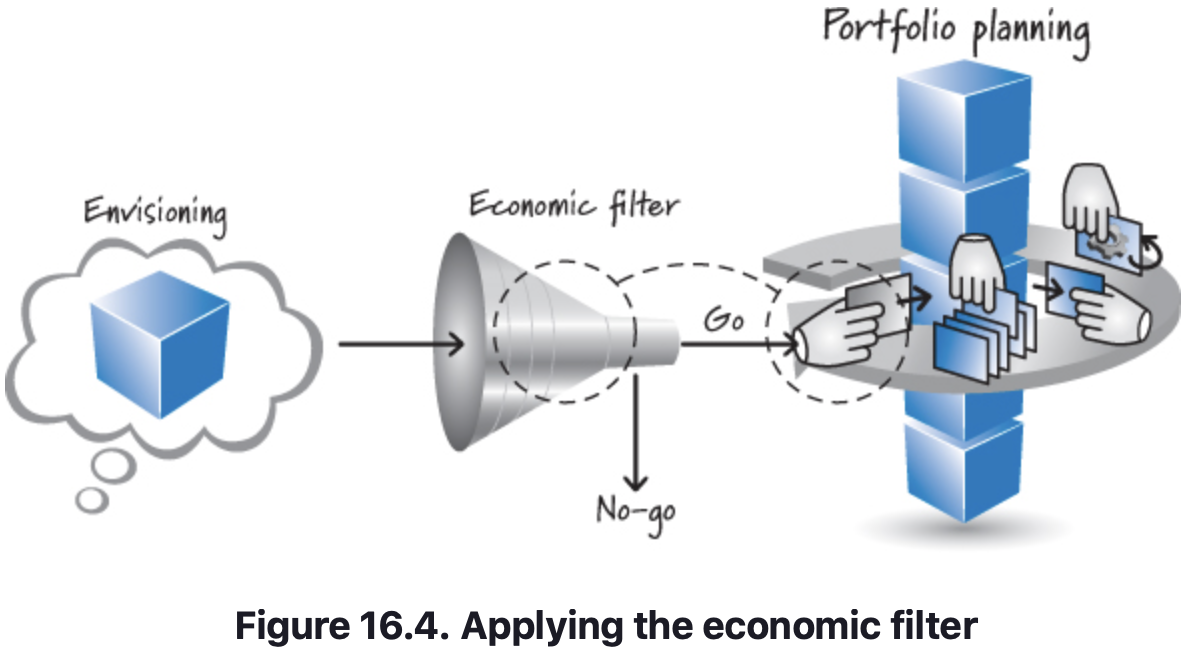 Portfolio planning
Envisioning
Economic filter
Go
No-go
Figure 16.4. Applying the economic filter